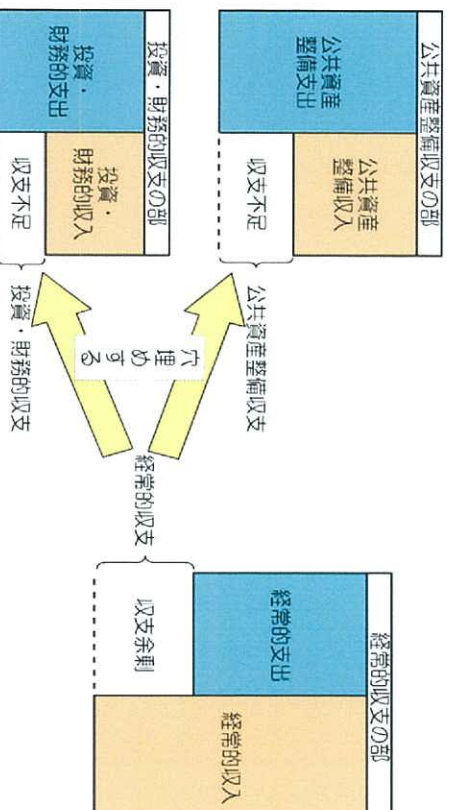 公共資産整備収支の部
公共資産
整備支出
公共資産
整備収入
収支不足
公共資産整備収支
投資・財務的収支の部
投資・
財務的支出
投資・
財務的収入
収支不足
投資・財務的収支
穴埋めする
経常的収支
経常的収支の部
経常的支出
収支余剰
経常的収入